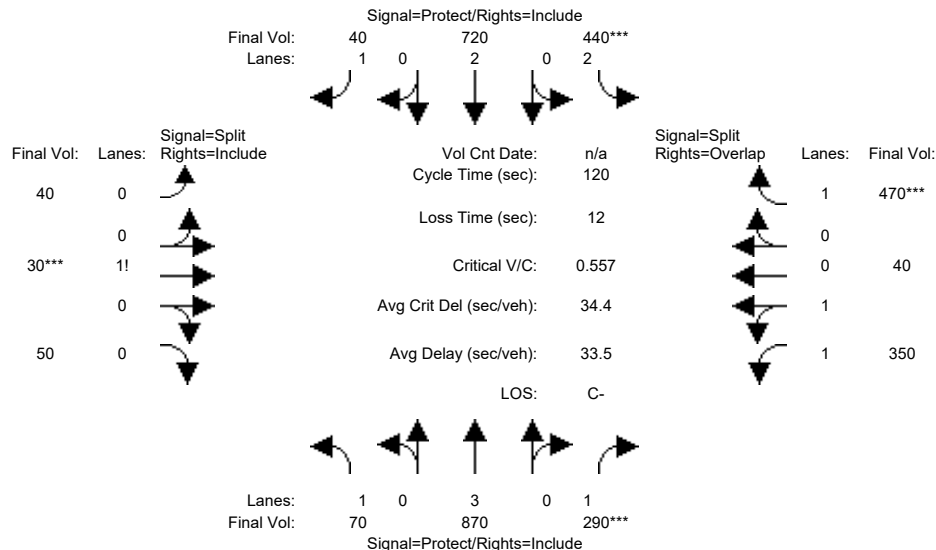 Signal=Protect/Rights=Include
Final Vol: 40 720 440***
Lanes: 1 0 2 0 2
Signal=Split
Final Vol: Lanes: Rights=Include
Vol Cnt Date: n/a
Signal=Split
Rights=Overlap Lanes: Final Vol:
Cycle Time (sec): 120
40 0
1 470***
Loss Time (sec): 12
0
0
30*** 1!
Critical V/C: 0.557
0 40
0
Avg Crit Del (sec/veh): 34.4
1
50 0
Avg Delay (sec/veh): 33.5
1 350
LOS: C-
Lanes: 1 0 3 0 1
Final Vol: 70 870 290***
Signal=Protect/Rights=Include